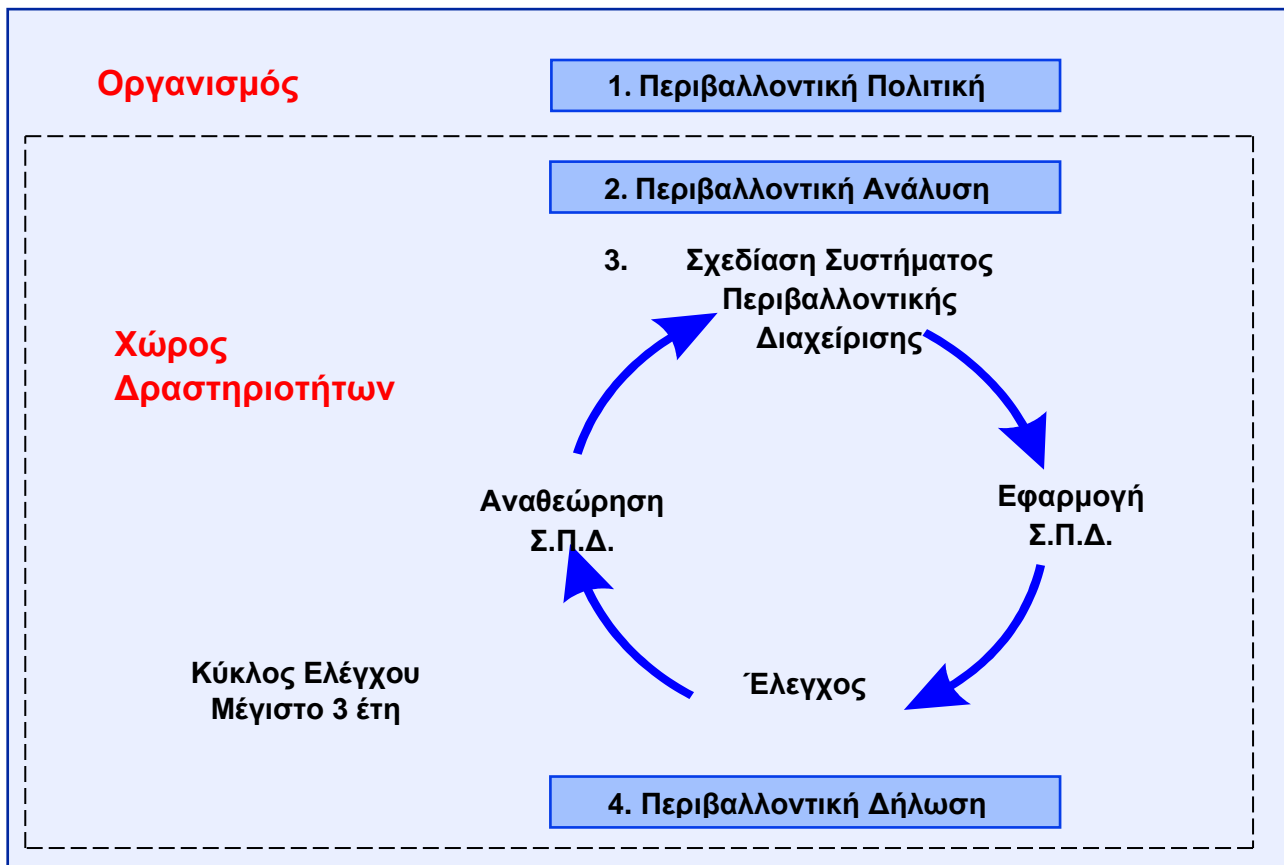 Οργανισμός
1. Περιβαλλοντική Πολιτική
2. Περιβαλλοντική Ανάλυση
3. Σχεδίαση Συστήματος
Περιβαλλοντικής
Διαχείρισης
Χώρος
Δραστηριοτήτων
Αναθεώρηση
Σ.Π.Δ.
Εφαρμογή
Σ.Π.Δ.
Κύκλος Ελέγχου
Μέγιστο 3 έτη
Έλεγχος
4. Περιβαλλοντική Δήλωση